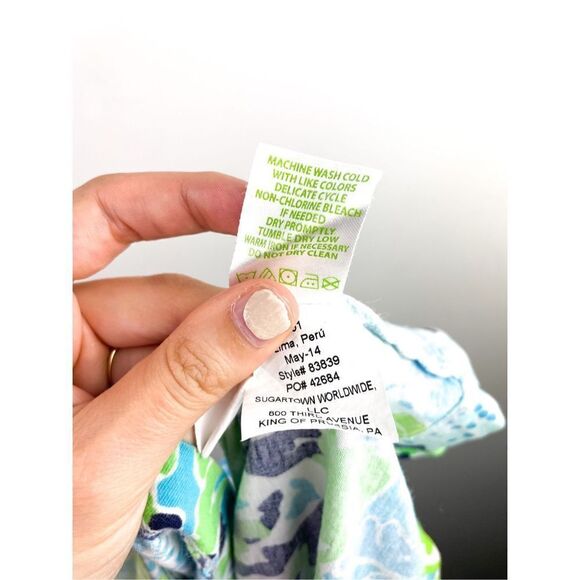 MACHINE WASH COLD
WITH LIKE COLORS
DELICATE CYCLE
NON-CHLORINE BLEACH
IF NEEDED
DRY PROMPTLY
TUMBLE DRY LOW
WARM IRON IF NECESSARY
DO NOT DRY CLEAN
Lima, Perú
May-14
Style# 83839
PO# 42684
SUGARTOWN WORLDWIDE,
LLC
800 THIRD AVENUE
KING OF PRUSSIA, PA